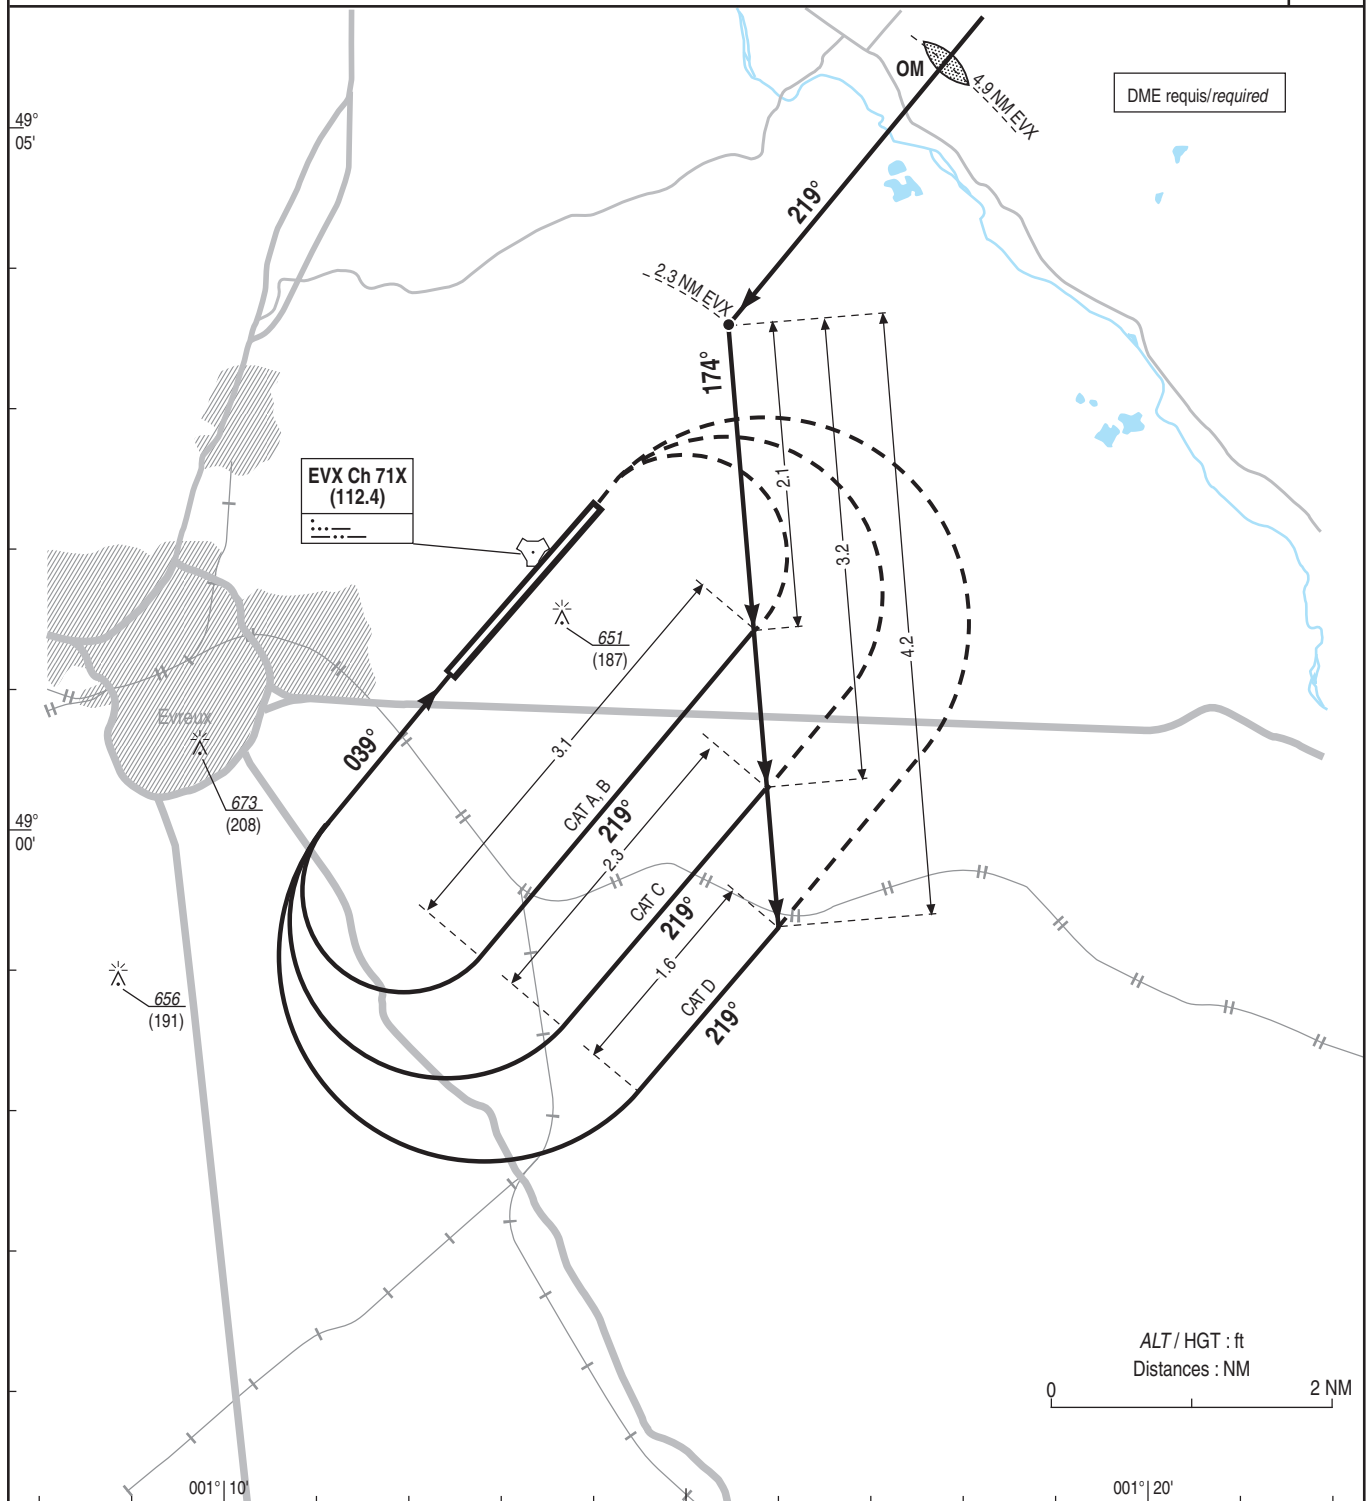 OM
4.9 NM EVX
DME requis/required
49°
05'
219°
2.3 NM EVX
174°
EVX Ch 71X
(112.4)
2.1
3.2
4.2
651
(187)
Evreux
039°
3.1
673
(208)
49°
00'
CAT A, B
219°
2.3
CAT C
219°
1.6
CAT D
219°
656
(191)
ALT / HGT : ft
Distances : NM
0
2 NM
001° 10'
001° 20'